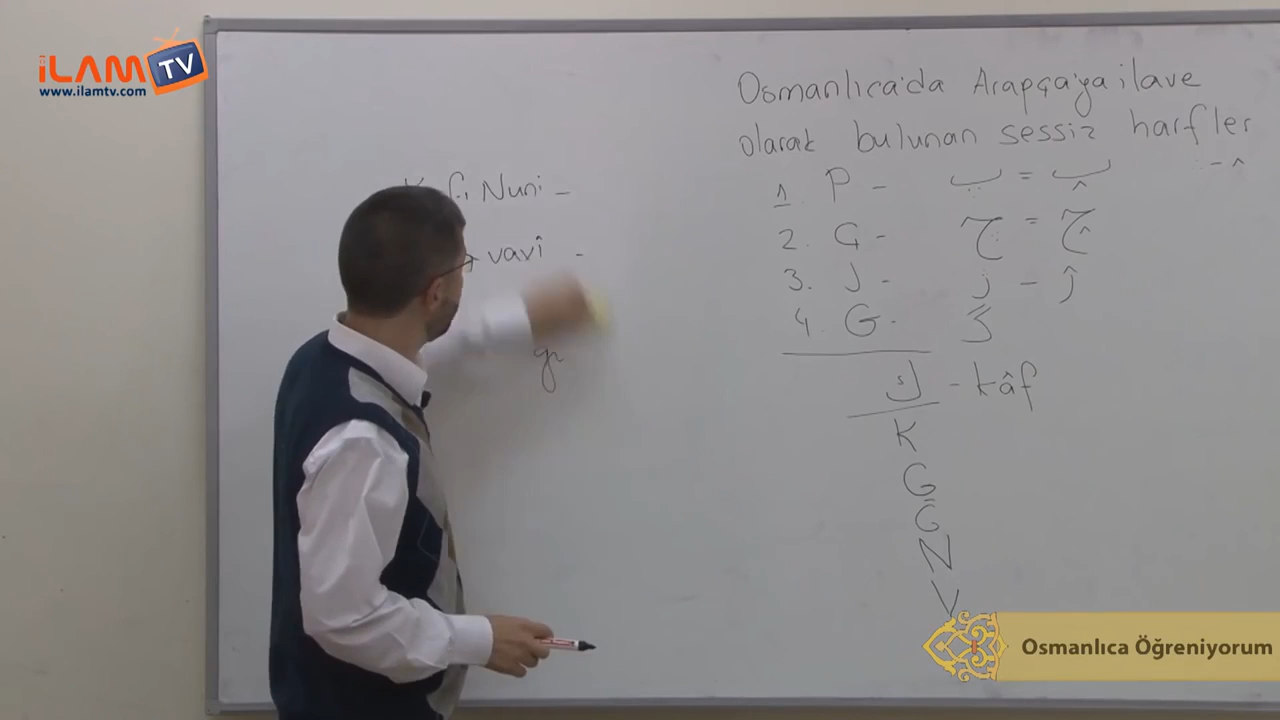 iLAM TV
www.ilamtv.com
Osmanlıca'da Arapça'ya ilave
olarak bulunan sessiz harfler
1. P - پ = ب̂
2. Ç - چ = ج̂
3. J - ژ - ر̂
4. G - گ
ك - kâf
K
G
Ğ
N
V
Nuni -
→ vavî -
Osmanlıca Öğreniyorum